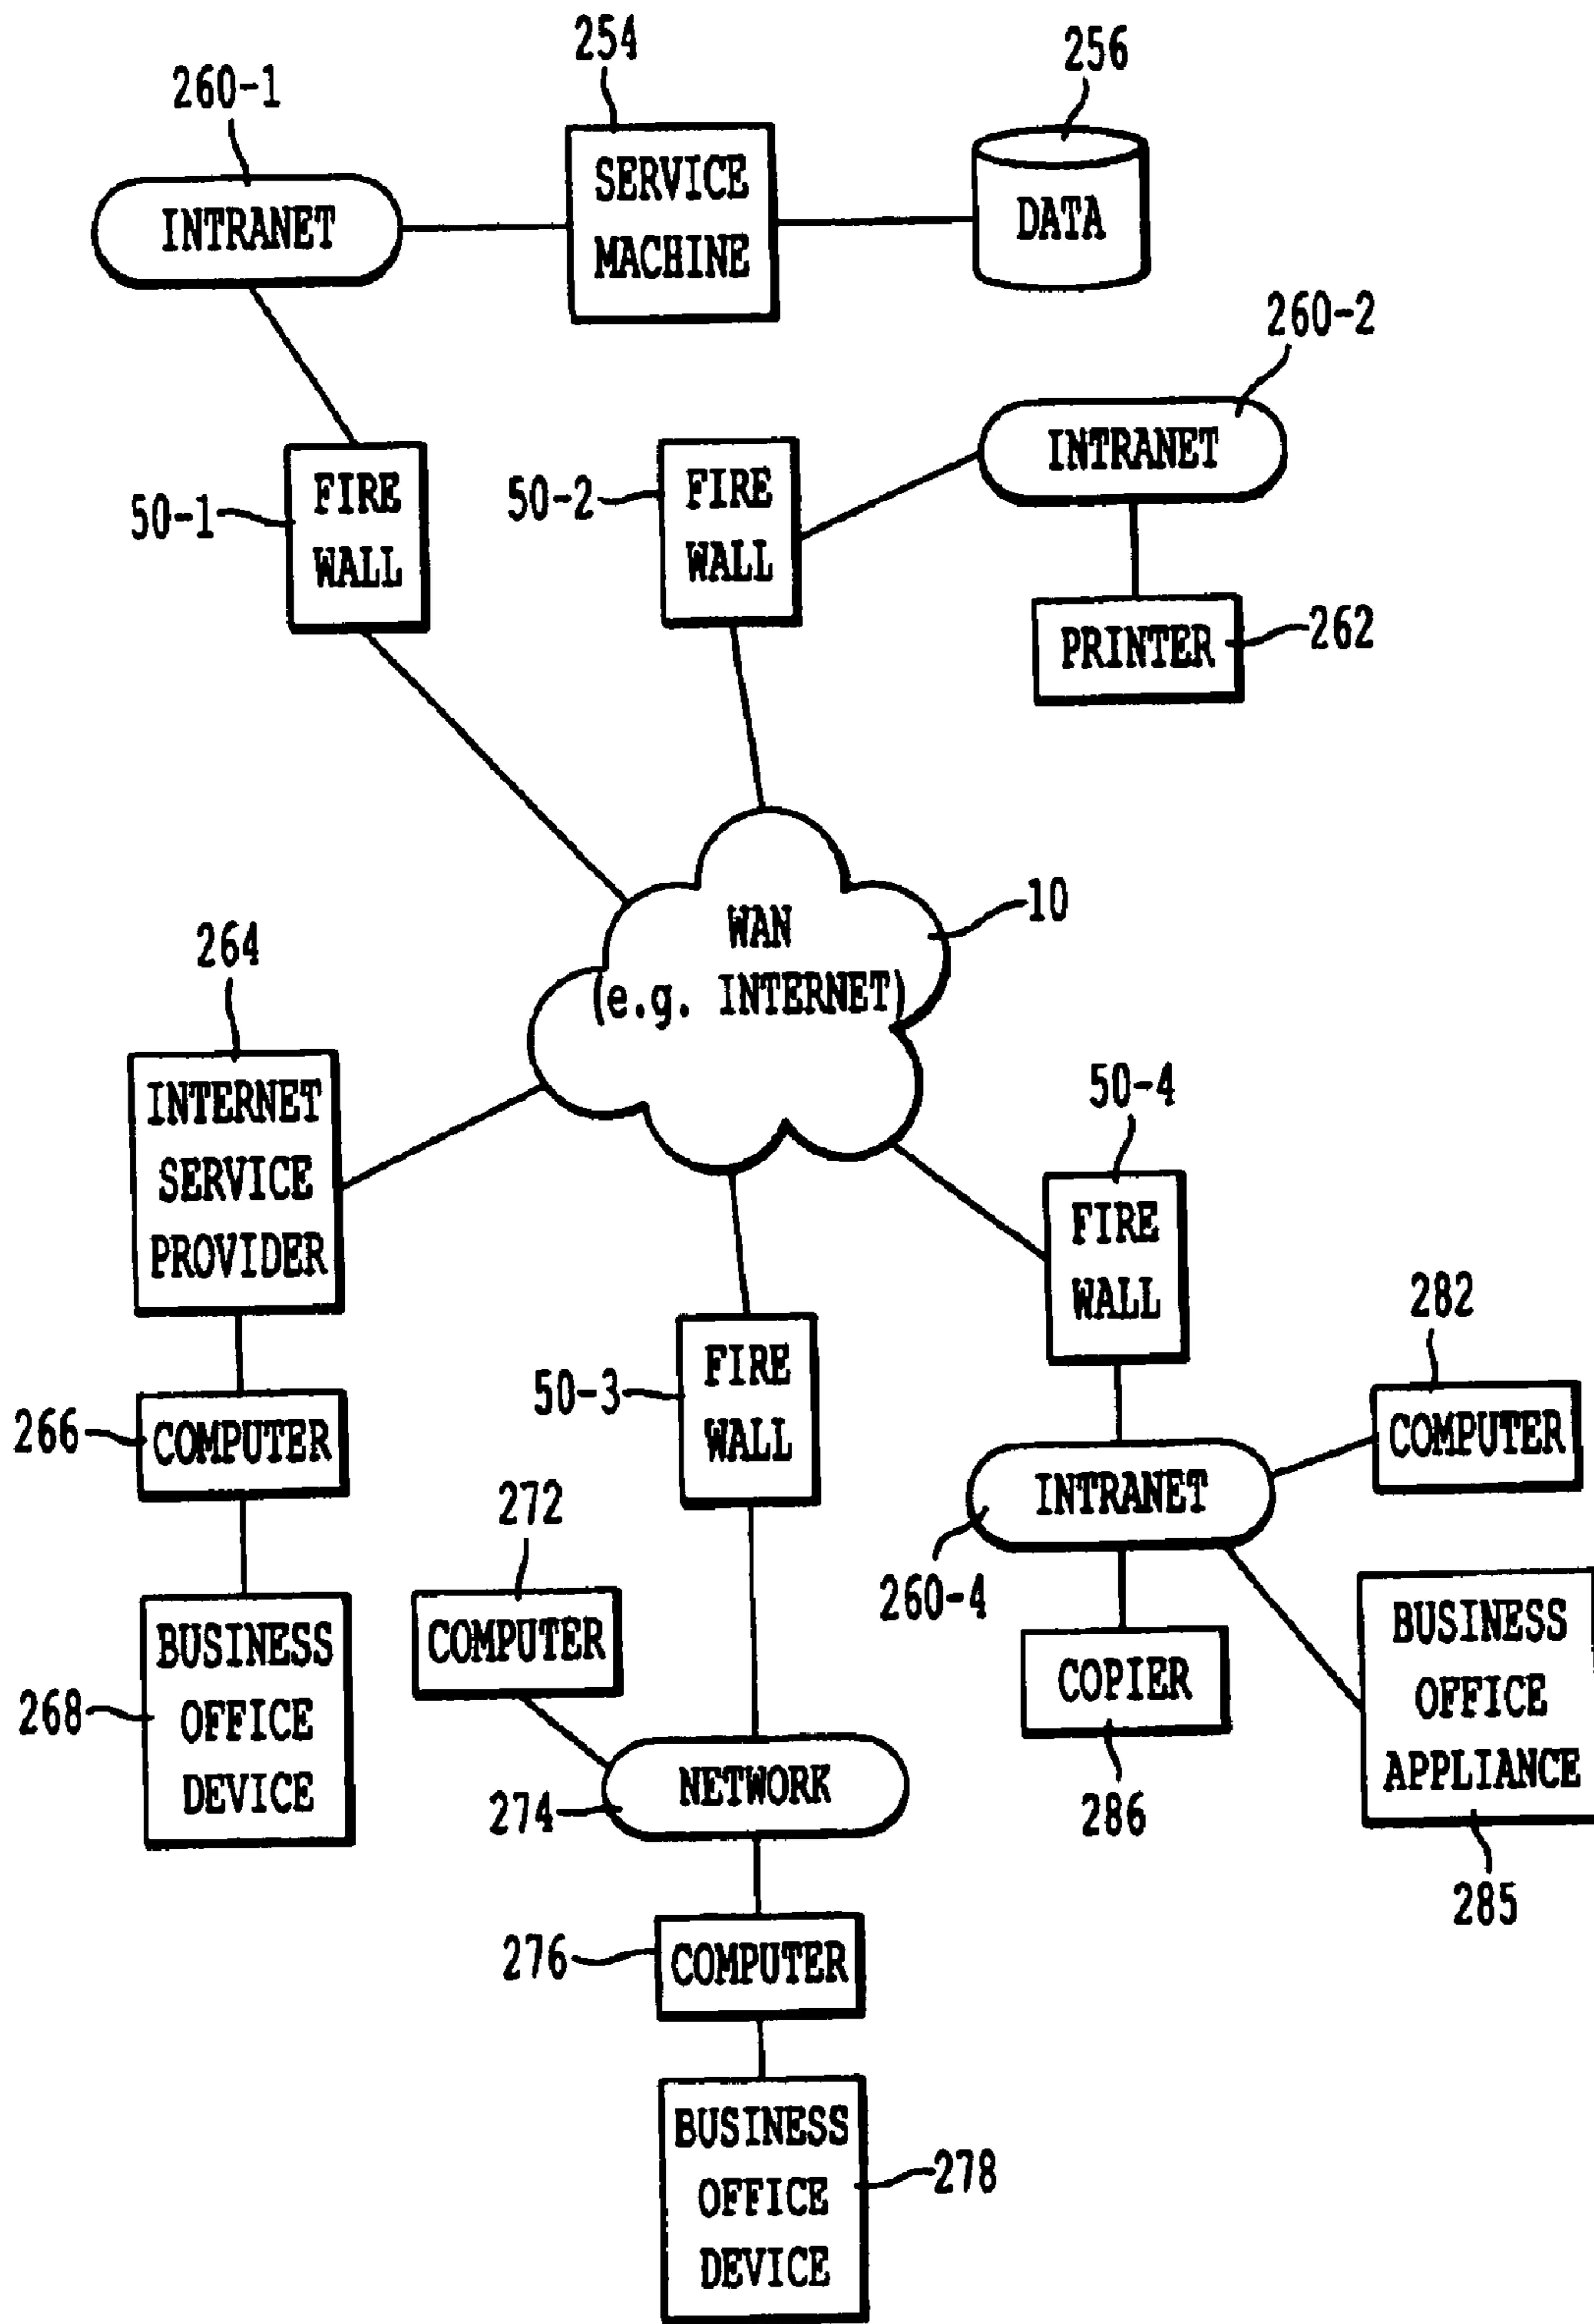 254
256
260-1
SERVICE
MACHINE
DATA
INTRANET
260-2
INTRANET
50-1
FIRE
WALL
50-2
FIRE
WALL
PRINTER
262
10
WAN
(e.g. INTERNET)
264
INTERNET
SERVICE
PROVIDER
50-4
FIRE
WALL
282
50-3
FIRE
WALL
266
COMPUTER
COMPUTER
INTRANET
272
260-4
COMPUTER
BUSINESS
OFFICE
DEVICE
268
COPIER
BUSINESS
OFFICE
APPLIANCE
274
NETWORK
286
285
276
COMPUTER
BUSINESS
OFFICE
DEVICE
278